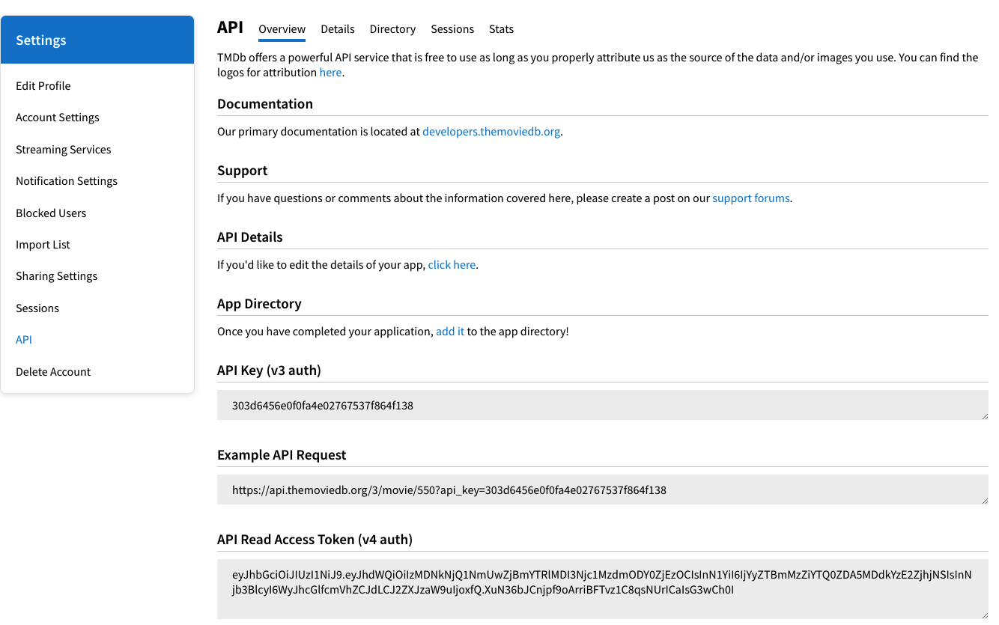 Settings
Edit Profile
Account Settings
Streaming Services
Notification Settings
Blocked Users
Import List
Sharing Settings
Sessions
API
Delete Account
API Overview Details Directory Sessions Stats
TMDb offers a powerful API service that is free to use as long as you properly attribute us as the source of the data and/or images you use. You can find the
logos for attribution here.
Documentation
Our primary documentation is located at developers.themoviedb.org.
Support
If you have questions or comments about the information covered here, please create a post on our support forums.
API Details
If you'd like to edit the details of your app, click here.
App Directory
Once you have completed your application, add it to the app directory!
API Key (v3 auth)
303d6456e0f0fa4e02767537f864f138
Example API Request
https://api.themoviedb.org/3/movie/550?api_key=303d6456e0f0fa4e02767537f864f138
API Read Access Token (v4 auth)
eyJhbGciOiJIUzI1NiJ9.eyJhdWQiOiIzMDNkNjQ1NmUwZjBmYTRlMDI3Njc1MzdmODY0ZjEzOCIsInN1YiI6IjYyZTBmMzZiYTQ0ZDA5MDdkYzE2ZjhjNSIsInN
jb3BlcyI6WyJhcGlfcmVhZCJdLCJ2ZXJzaW9uIjoxfQ.XuN36bJCnjpf9oArriBFTvz1C8qsNUrICaIsG3wCh0I